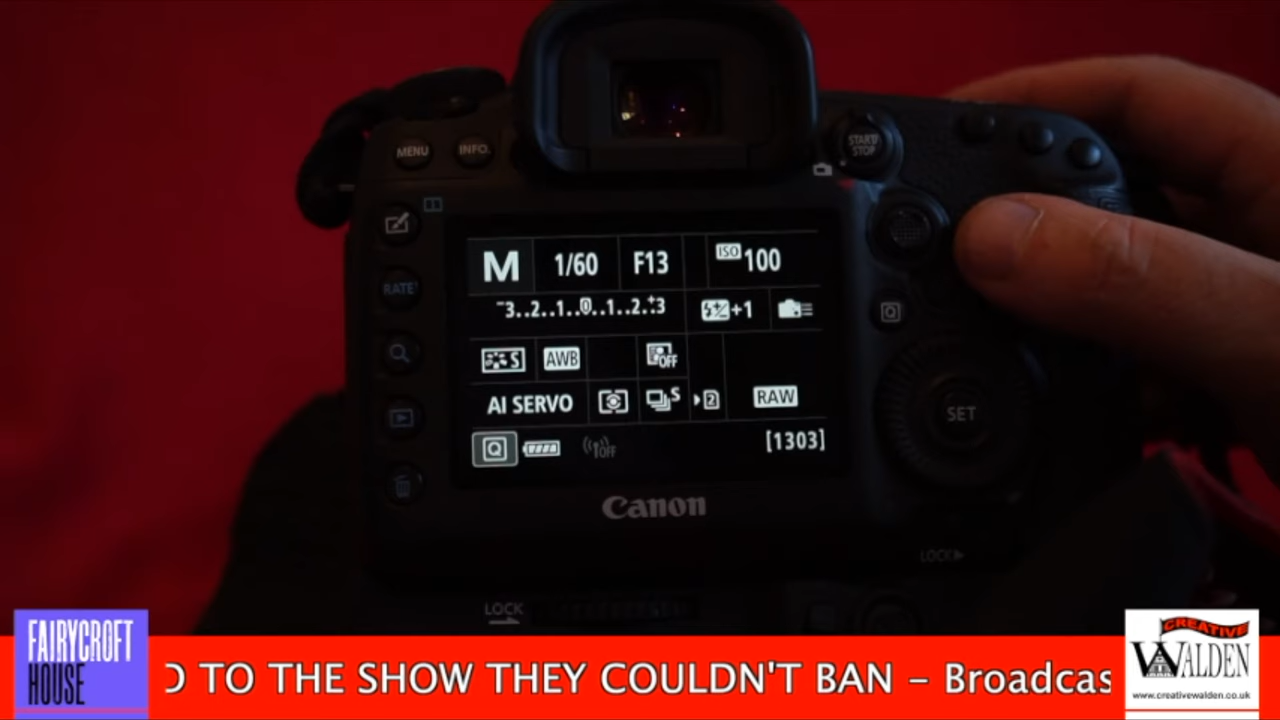 MENU INFO. START/
STOP
M 1/60 F13 ISO 100
-3..2..1..0..1..2.+3 +1
RATE
Q
S AWB OFF
AI SERVO S 2 RAW
SET
Q OFF [1303]
Canon
LOCK▶
LOCK
FAIRYCROFT
HOUSE
D TO THE SHOW THEY COULDN'T BAN – Broadcas
CREATIVE
WALDEN
www.creativewalden.co.uk